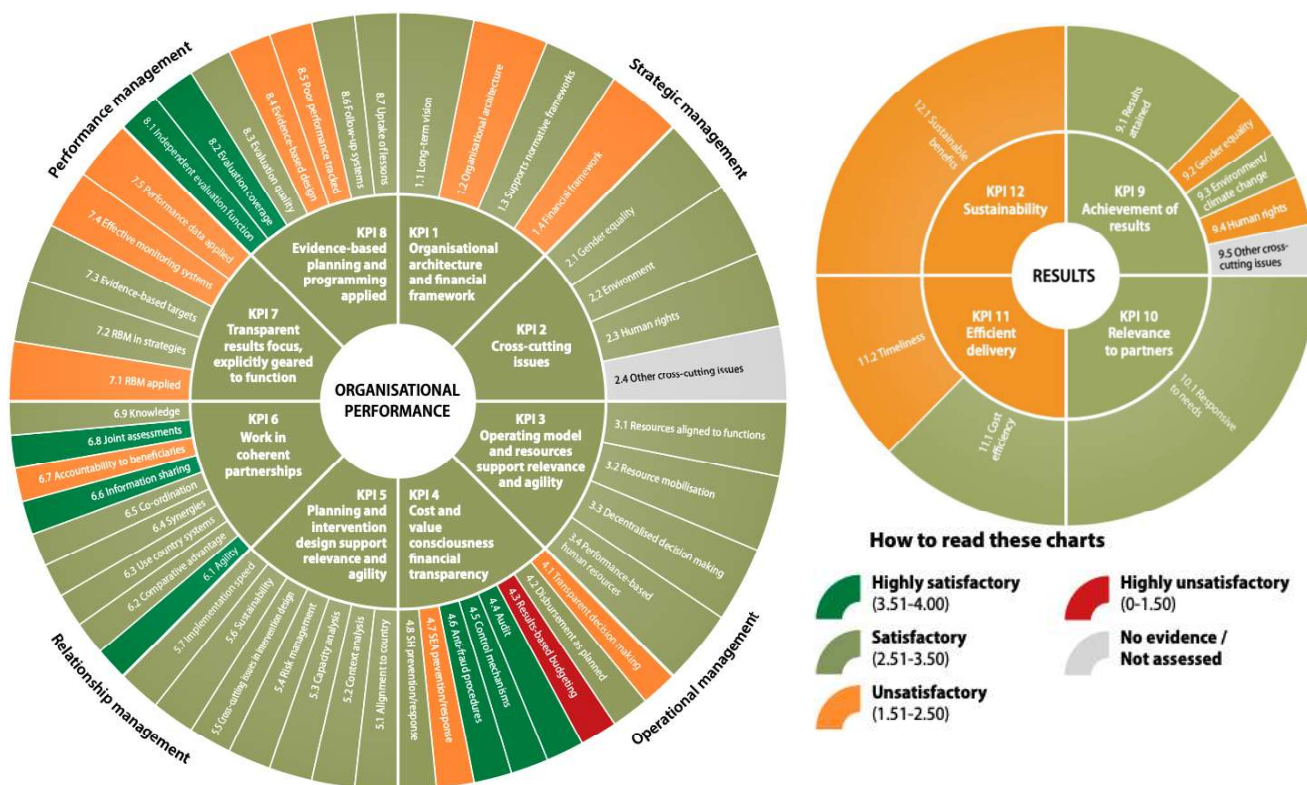 Performance management
Strategic management
Operational management
Relationship management
ORGANISATIONAL
PERFORMANCE
KPI 1
Organisational
architecture
and financial
framework
1.1 Long-term vision
1.2 Organisational architecture
1.3 Supports normative frameworks
1.4 Financial framework
KPI 2
Cross-cutting
issues
2.1 Gender equality
2.2 Environment
2.3 Human rights
2.4 Other cross-cutting issues
KPI 3
Operating model
and resources
support relevance
and agility
3.1 Resources aligned to functions
3.2 Resource mobilisation
3.3 Decentralised decision making
3.4 Performance-based
human resources
KPI 4
Cost and
value
consciousness
financial
transparency
4.1 Transparent decision making
4.2 Disbursement as planned
4.3 Results-based budgeting
4.4 Audit
4.5 Control mechanisms
4.6 Anti-fraud procedures
4.7 SEA prevention/response
4.8 SH prevention/response
KPI 5
Planning and
intervention
design support
relevance and
agility
5.1 Alignment to country
5.2 Context analysis
5.3 Capacity analysis
5.4 Risk management
5.5 Cross-cutting issues in intervention design
5.6 Sustainability
5.7 Implementation speed
KPI 6
Work in
coherent
partnerships
6.1 Agility
6.2 Comparative advantage
6.3 Use country systems
6.4 Synergies
6.5 Co-ordination
6.6 Information sharing
6.7 Accountability to beneficiaries
6.8 Joint assessments
6.9 Knowledge
KPI 7
Transparent
results focus,
explicitly geared
to function
7.1 RBM applied
7.2 RBM in strategies
7.3 Evidence-based targets
7.4 Effective monitoring systems
7.5 Performance data applied
KPI 8
Evidence-based
planning and
programming
applied
8.1 Independent evaluation function
8.2 Evaluation coverage
8.3 Evaluation quality
8.4 Evidence-based design
8.5 Poor performance tracked
8.6 Follow-up systems
8.7 Uptake of lessons
RESULTS
KPI 9
Achievement of
results
9.1 Results
attained
9.2 Gender equality
9.3 Environment/
climate change
9.4 Human rights
9.5 Other cross-
cutting issues
KPI 10
Relevance
to partners
10.1 Responsive
to needs
KPI 11
Efficient
delivery
11.1 Cost
efficiency
11.2 Timeliness
KPI 12
Sustainability
12.1 Sustainable
benefits
How to read these charts
Highly satisfactory
(3.51-4.00)
Satisfactory
(2.51-3.50)
Unsatisfactory
(1.51-2.50)
Highly unsatisfactory
(0-1.50)
No evidence /
Not assessed